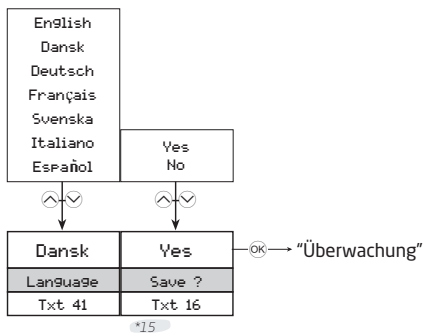 English
Dansk
Deutsch
Français
Svenska
Italiano
Español
Yes
No
Dansk
Yes
OK
"Überwachung"
Language
Save ?
Txt 41
Txt 16
*15